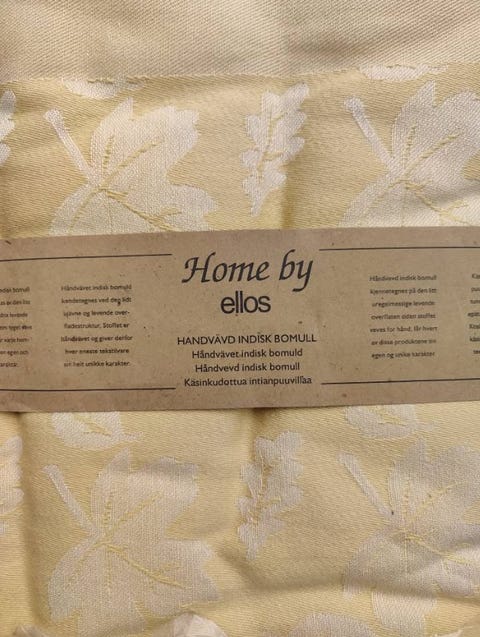 Home by
ellos
HANDVÄVD INDISK BOMULL
Håndvævet indisk bomuld
Håndvevd indisk bomull
Käsinkudottua intianpuuvillaa
Håndvævet indisk bomuld
kendetegnes ved den lidt
ujævne og levende over-
fladestruktur. Stoffet er
håndvævet og giver derfor
hver eneste tekstilvare
sit helt unikke karakter.
Håndvevd indisk bomull
kjennetegnes på den litt
uregelmessige levende
overflaten siden stoffet
veves for hånd, får hvert
av disse produktene sin
egen og unike karakter.